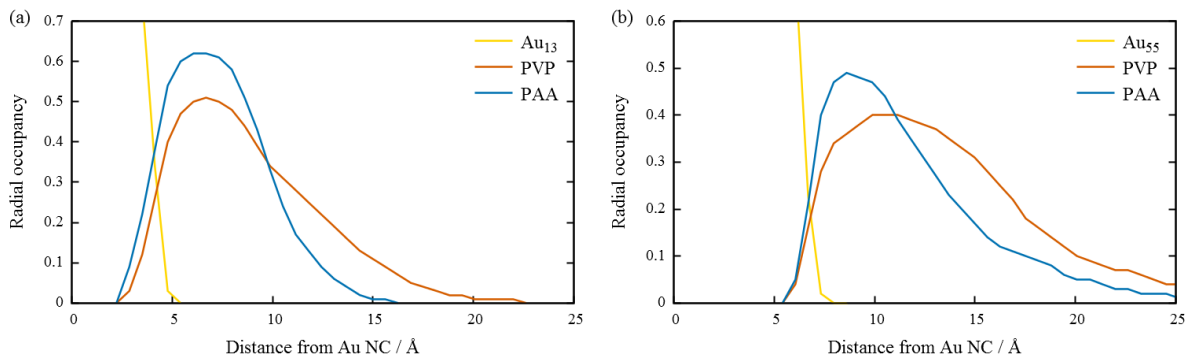 (a)
0.7
0.6
0.5
0.4
0.3
0.2
0.1
0
Radial occupancy
Au₁₃
PVP
PAA
0 5 10 15 20 25
Distance from Au NC / Å
(b)
0.6
0.5
0.4
0.3
0.2
0.1
0
Radial occupancy
Au₅₅
PVP
PAA
0 5 10 15 20 25
Distance from Au NC / Å